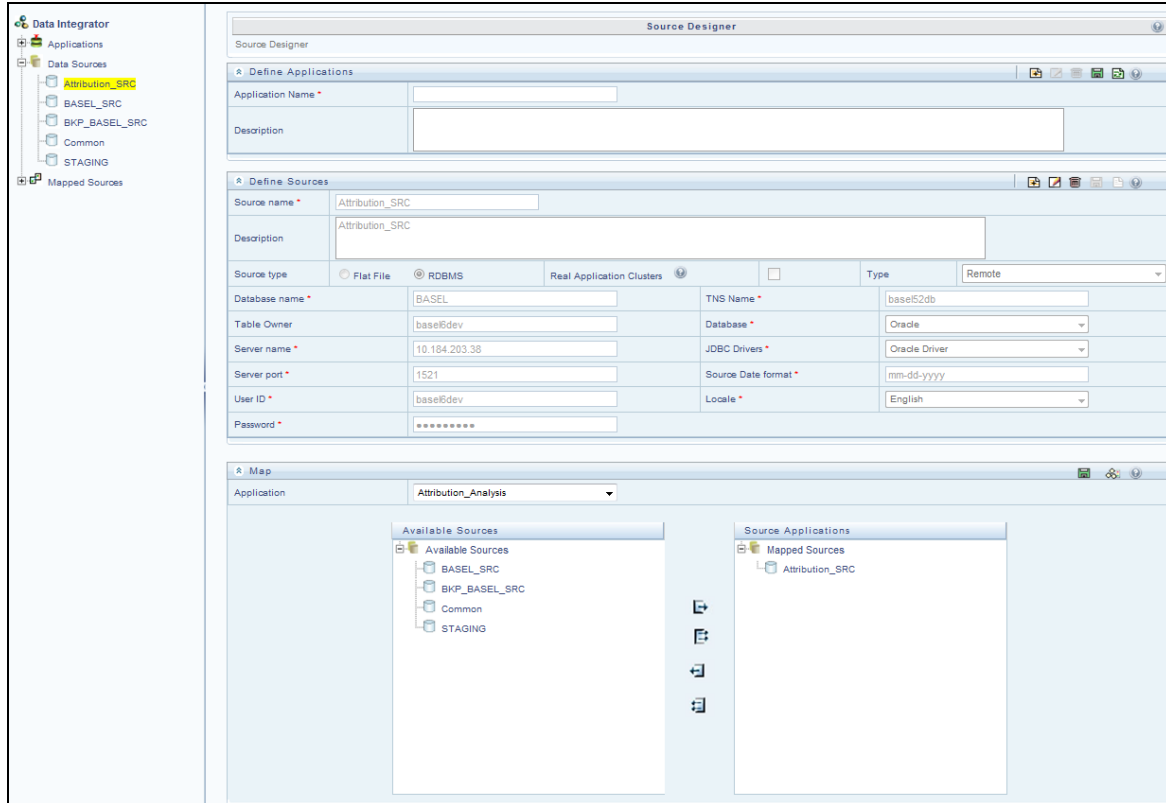 Data Integrator
Applications
Data Sources
Attribution_SRC
BASEL_SRC
BKP_BASEL_SRC
Common
STAGING
Mapped Sources
Source Designer
Source Designer
Define Applications
Application Name *
Description
Define Sources
Source name * Attribution_SRC
Description Attribution_SRC
Source type Flat File RDBMS Real Application Clusters Type Remote
Database name * BASEL TNS Name * basel52db
Table Owner basel6dev Database * Oracle
Server name * 10.184.203.38 JDBC Drivers * Oracle Driver
Server port * 1521 Source Date format * mm-dd-yyyy
User ID * basel6dev Locale * English
Password *
Map
Application Attribution_Analysis
Available Sources
Available Sources
BASEL_SRC
BKP_BASEL_SRC
Common
STAGING
Source Applications
Mapped Sources
Attribution_SRC